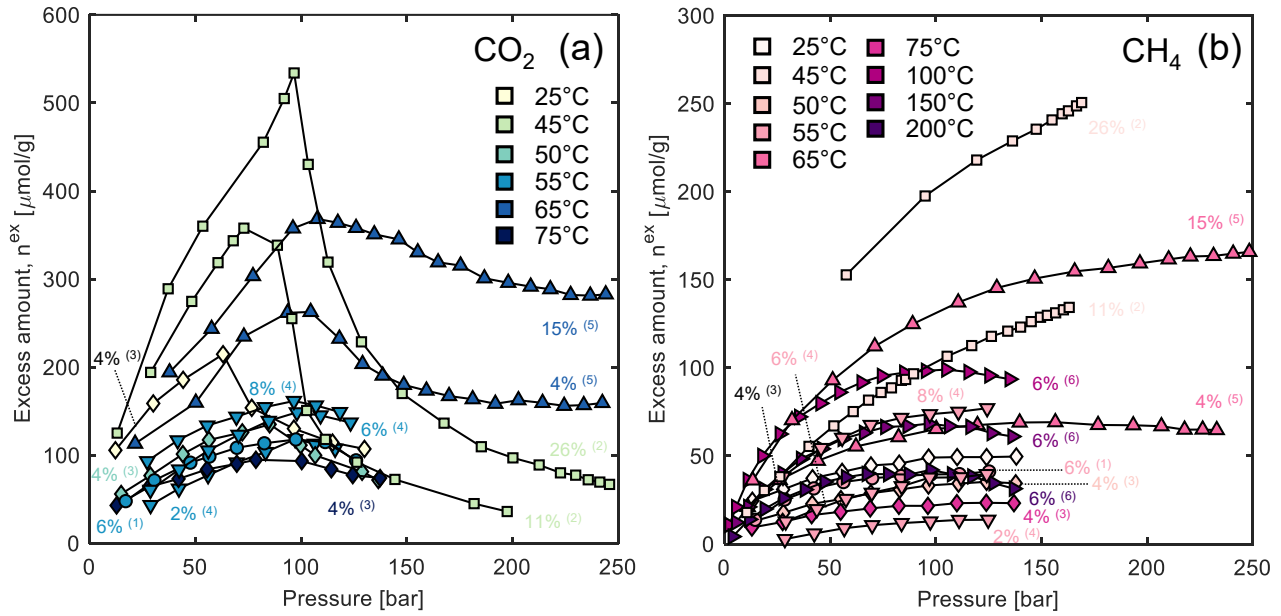 CO2 (a)
25°C
45°C
50°C
55°C
65°C
75°C
600
500
400
300
200
100
0
Excess amount, n^ex [μmol/g]
4% (3)
4% (3)
6% (1)
2% (4)
8% (4)
6% (4)
4% (3)
15% (5)
4% (5)
26% (2)
11% (2)
0 50 100 150 200 250
Pressure [bar]
CH4 (b)
25°C 75°C
45°C 100°C
50°C 150°C
55°C 200°C
65°C
300
250
200
150
100
50
0
Excess amount, n^ex [μmol/g]
26% (2)
15% (5)
11% (2)
6% (4)
4% (3)
8% (4)
6% (6)
4% (5)
6% (6)
6% (1)
4% (3)
6% (6)
4% (3)
2% (4)
0 50 100 150 200 250
Pressure [bar]